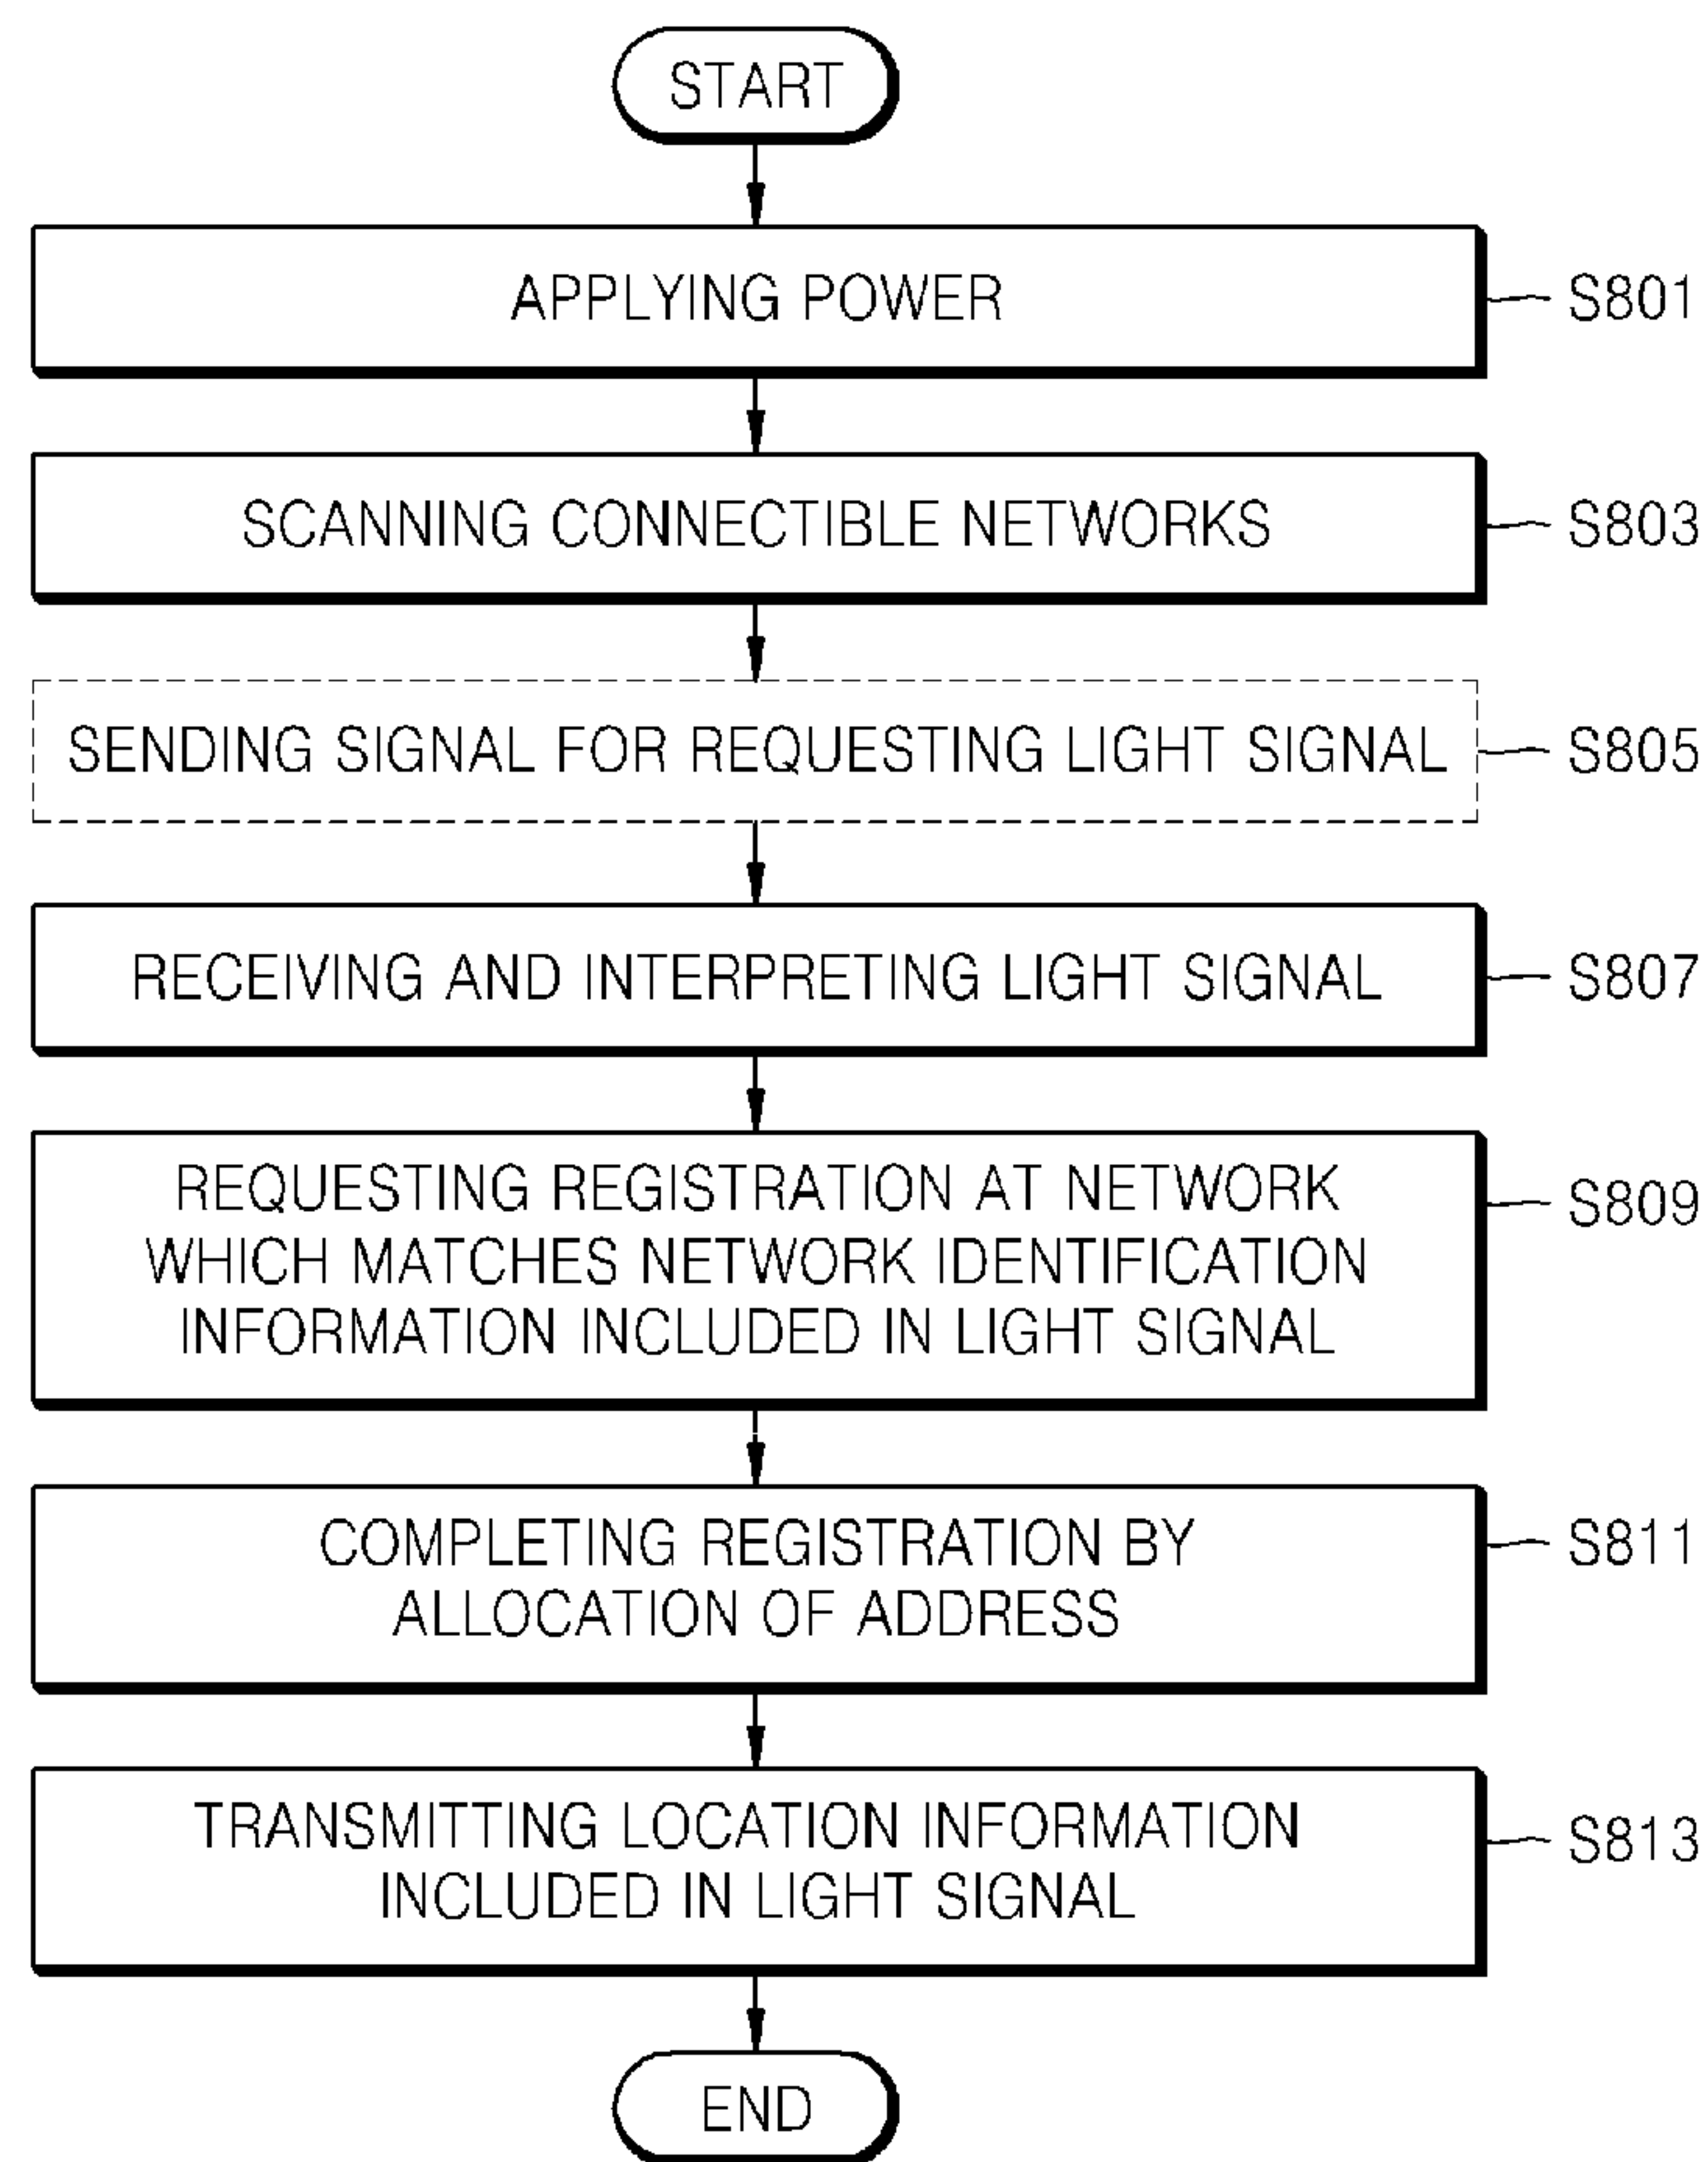 START
APPLYING POWER
S801
SCANNING CONNECTIBLE NETWORKS
S803
SENDING SIGNAL FOR REQUESTING LIGHT SIGNAL
S805
RECEIVING AND INTERPRETING LIGHT SIGNAL
S807
REQUESTING REGISTRATION AT NETWORK
S809
WHICH MATCHES NETWORK IDENTIFICATION
INFORMATION INCLUDED IN LIGHT SIGNAL
COMPLETING REGISTRATION BY
S811
ALLOCATION OF ADDRESS
TRANSMITTING LOCATION INFORMATION
S813
INCLUDED IN LIGHT SIGNAL
END